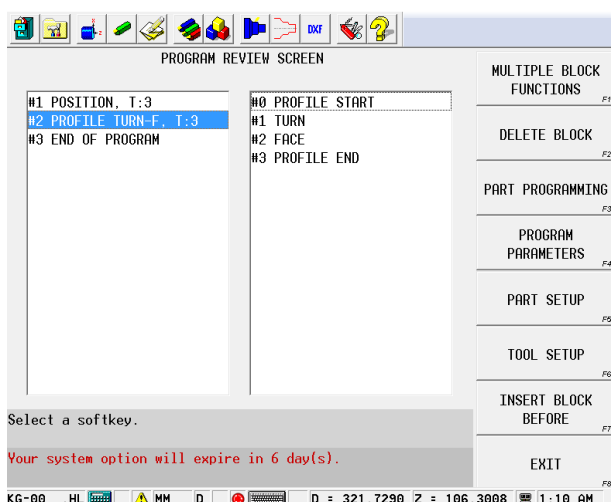 DXF
PROGRAM REVIEW SCREEN
#1 POSITION, T:3
#2 PROFILE TURN-F, T:3
#3 END OF PROGRAM
#0 PROFILE START
#1 TURN
#2 FACE
#3 PROFILE END
MULTIPLE BLOCK
FUNCTIONS
F1
DELETE BLOCK
F2
PART PROGRAMMING
F3
PROGRAM
PARAMETERS
F4
PART SETUP
F5
TOOL SETUP
F6
INSERT BLOCK
BEFORE
F7
EXIT
F8
Select a softkey.
Your system option will expire in 6 day(s).
KG-00 .HL MM D D = 321.7290 Z = 106.3008 1:10 AM